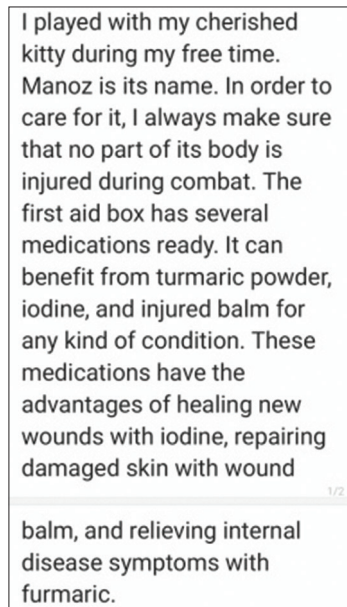 I played with my cherished
kitty during my free time.
Manoz is its name. In order to
care for it, I always make sure
that no part of its body is
injured during combat. The
first aid box has several
medications ready. It can
benefit from turmaric powder,
iodine, and injured balm for
any kind of condition. These
medications have the
advantages of healing new
wounds with iodine, repairing
damaged skin with wound
1/2
balm, and relieving internal
disease symptoms with
furmaric.